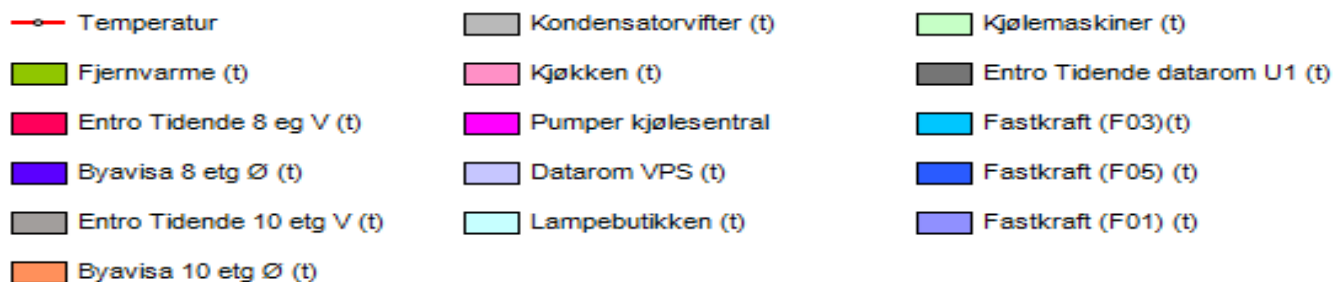 Temperatur
Kondensatorvifter (t)
Kjølemaskiner (t)
Fjernvarme (t)
Kjøkken (t)
Entro Tidende datarom U1 (t)
Entro Tidende 8 eg V (t)
Pumper kjølesentral
Fastkraft (F03)(t)
Byavisa 8 etg Ø (t)
Datarom VPS (t)
Fastkraft (F05) (t)
Entro Tidende 10 etg V (t)
Lampebutikken (t)
Fastkraft (F01) (t)
Byavisa 10 etg Ø (t)